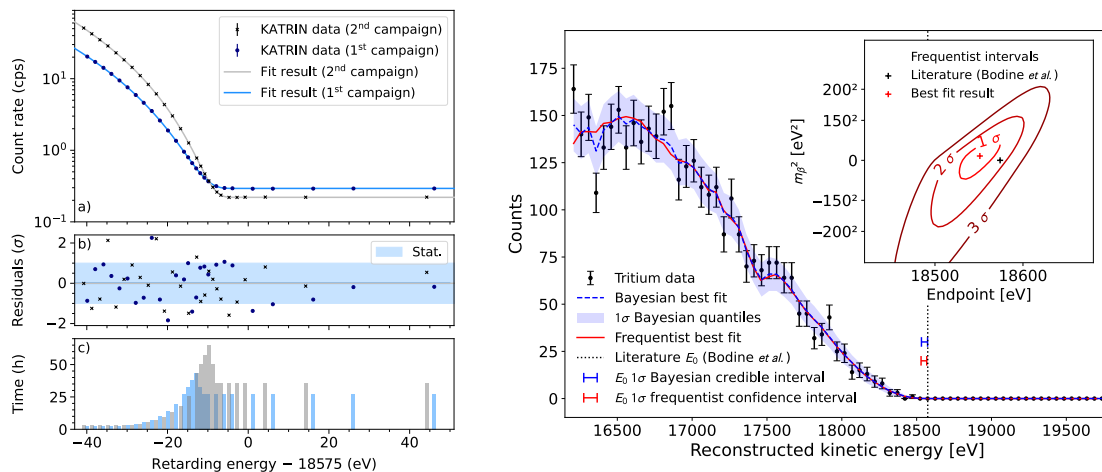 Count rate (cps)
10¹
10⁰
10⁻¹
a)
KATRIN data (2ⁿᵈ campaign)
KATRIN data (1ˢᵗ campaign)
Fit result (2ⁿᵈ campaign)
Fit result (1ˢᵗ campaign)
Residuals (σ)
2
0
−2
b)
Stat.
Time (h)
50
25
0
c)
−40
−20
0
20
40
Retarding energy − 18575 (eV)
Counts
175
150
125
100
75
50
25
0
Tritium data
Bayesian best fit
1σ Bayesian quantiles
Frequentist best fit
Literature E₀ (Bodine et al.)
E₀ 1σ Bayesian credible interval
E₀ 1σ frequentist confidence interval
16500
17000
17500
18000
18500
19000
19500
Reconstructed kinetic energy [eV]
Frequentist intervals
Literature (Bodine et al.)
Best fit result
mᵦ² [eV²]
200²
150²
0
−150²
−200²
1 σ
2 σ
3 σ
18500
18600
Endpoint [eV]